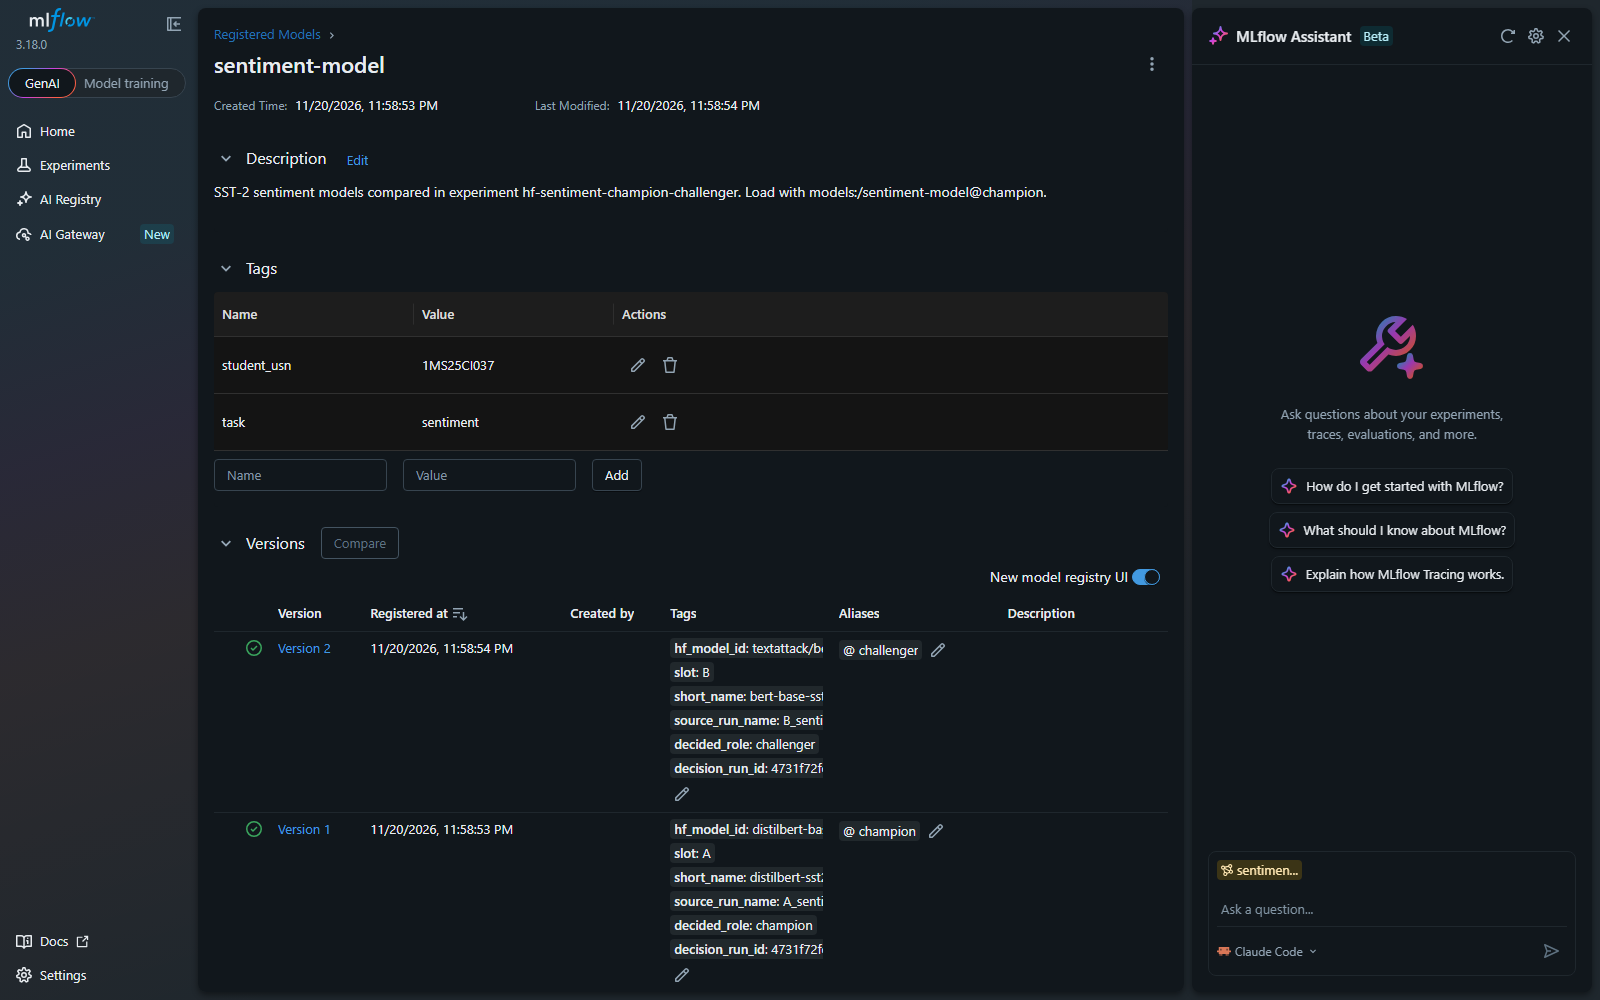 mlflow
3.18.0
GenAI Model training
Home
Experiments
AI Registry
AI Gateway New
Docs
Settings
Registered Models
sentiment-model
Created Time: 11/20/2026, 11:58:53 PM Last Modified: 11/20/2026, 11:58:54 PM
Description Edit
SST-2 sentiment models compared in experiment hf-sentiment-champion-challenger. Load with models:/sentiment-model@champion.
Tags
Name Value Actions
student_usn 1MS25CI037
task sentiment
Name Value Add
Versions Compare
New model registry UI
Version Registered at Created by Tags Aliases Description
Version 2 11/20/2026, 11:58:54 PM hf_model_id: textattack/be @ challenger
slot: B
short_name: bert-base-sst
source_run_name: B_senti
decided_role: challenger
decision_run_id: 4731f72f
Version 1 11/20/2026, 11:58:53 PM hf_model_id: distilbert-ba @ champion
slot: A
short_name: distilbert-sst2
source_run_name: A_senti
decided_role: champion
decision_run_id: 4731f72f
MLflow Assistant Beta
Ask questions about your experiments,
traces, evaluations, and more.
How do I get started with MLflow?
What should I know about MLflow?
Explain how MLflow Tracing works.
sentimen...
Ask a question...
Claude Code